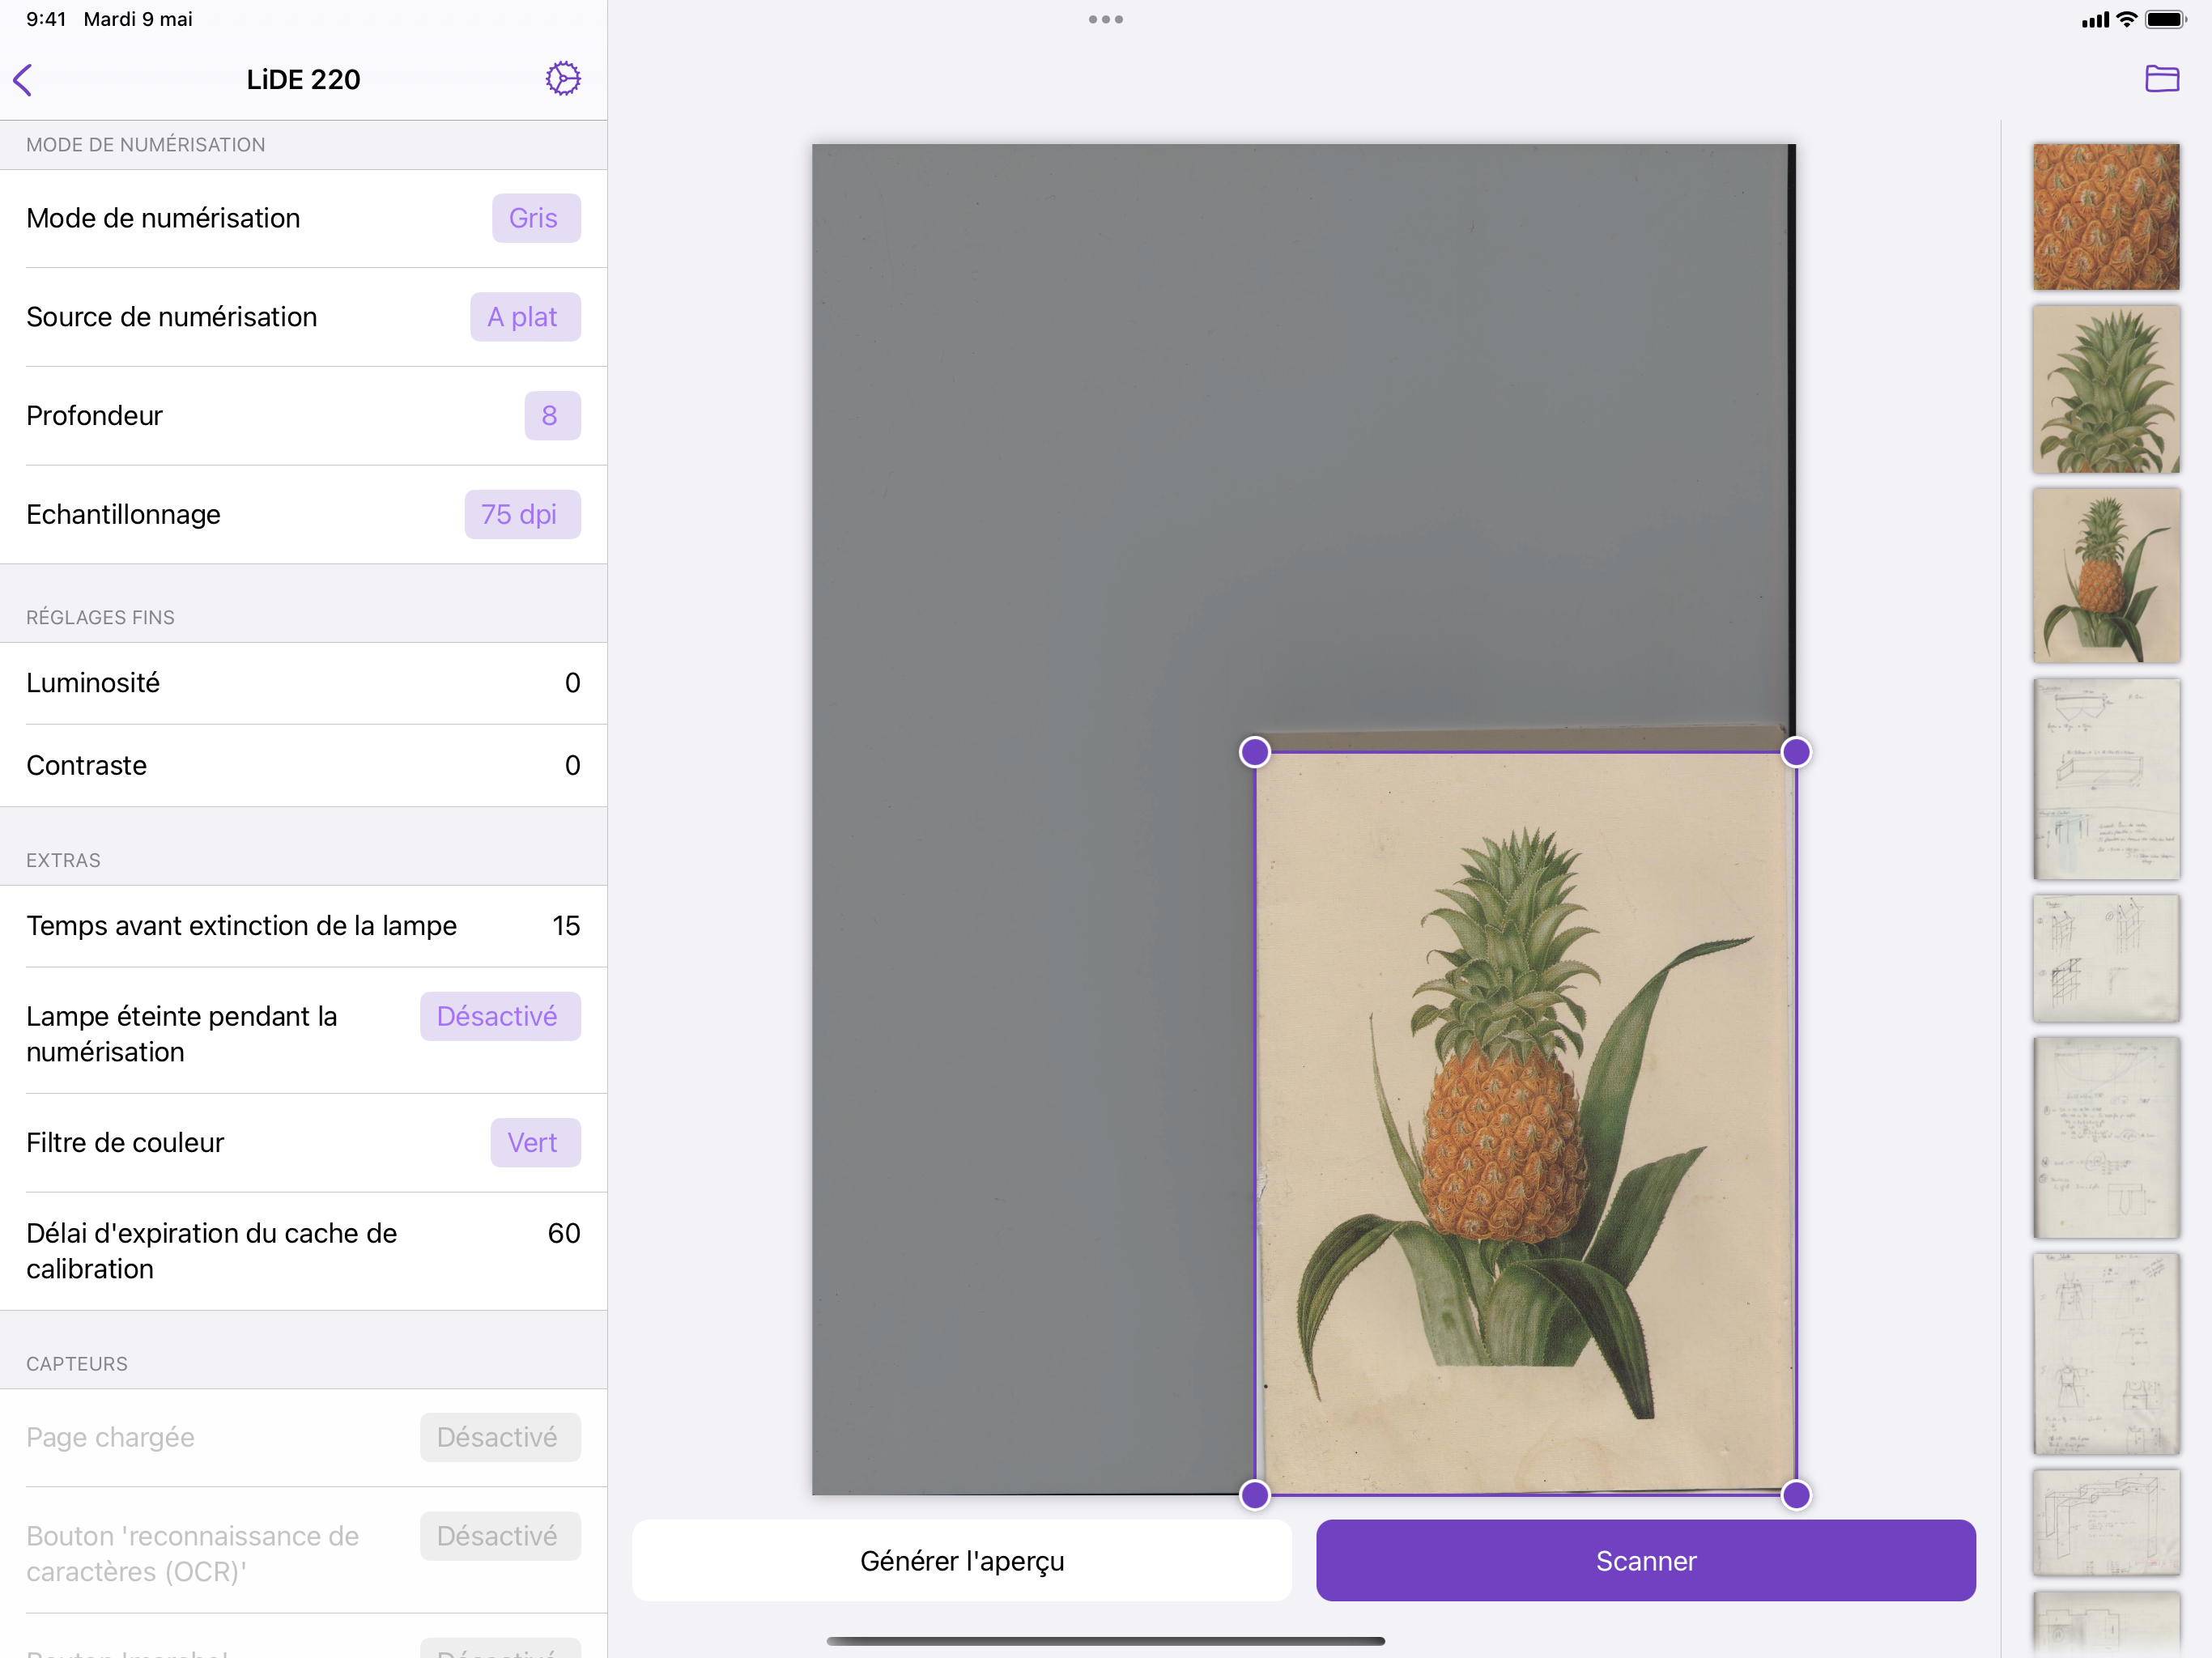 9:41 Mardi 9 mai
LiDE 220
MODE DE NUMÉRISATION
Mode de numérisation Gris
Source de numérisation A plat
Profondeur 8
Echantillonnage 75 dpi
RÉGLAGES FINS
Luminosité 0
Contraste 0
EXTRAS
Temps avant extinction de la lampe 15
Lampe éteinte pendant la Désactivé
numérisation
Filtre de couleur Vert
Délai d'expiration du cache de 60
calibration
CAPTEURS
Page chargée Désactivé
Bouton 'reconnaissance de Désactivé
caractères (OCR)'
Générer l'aperçu
Scanner